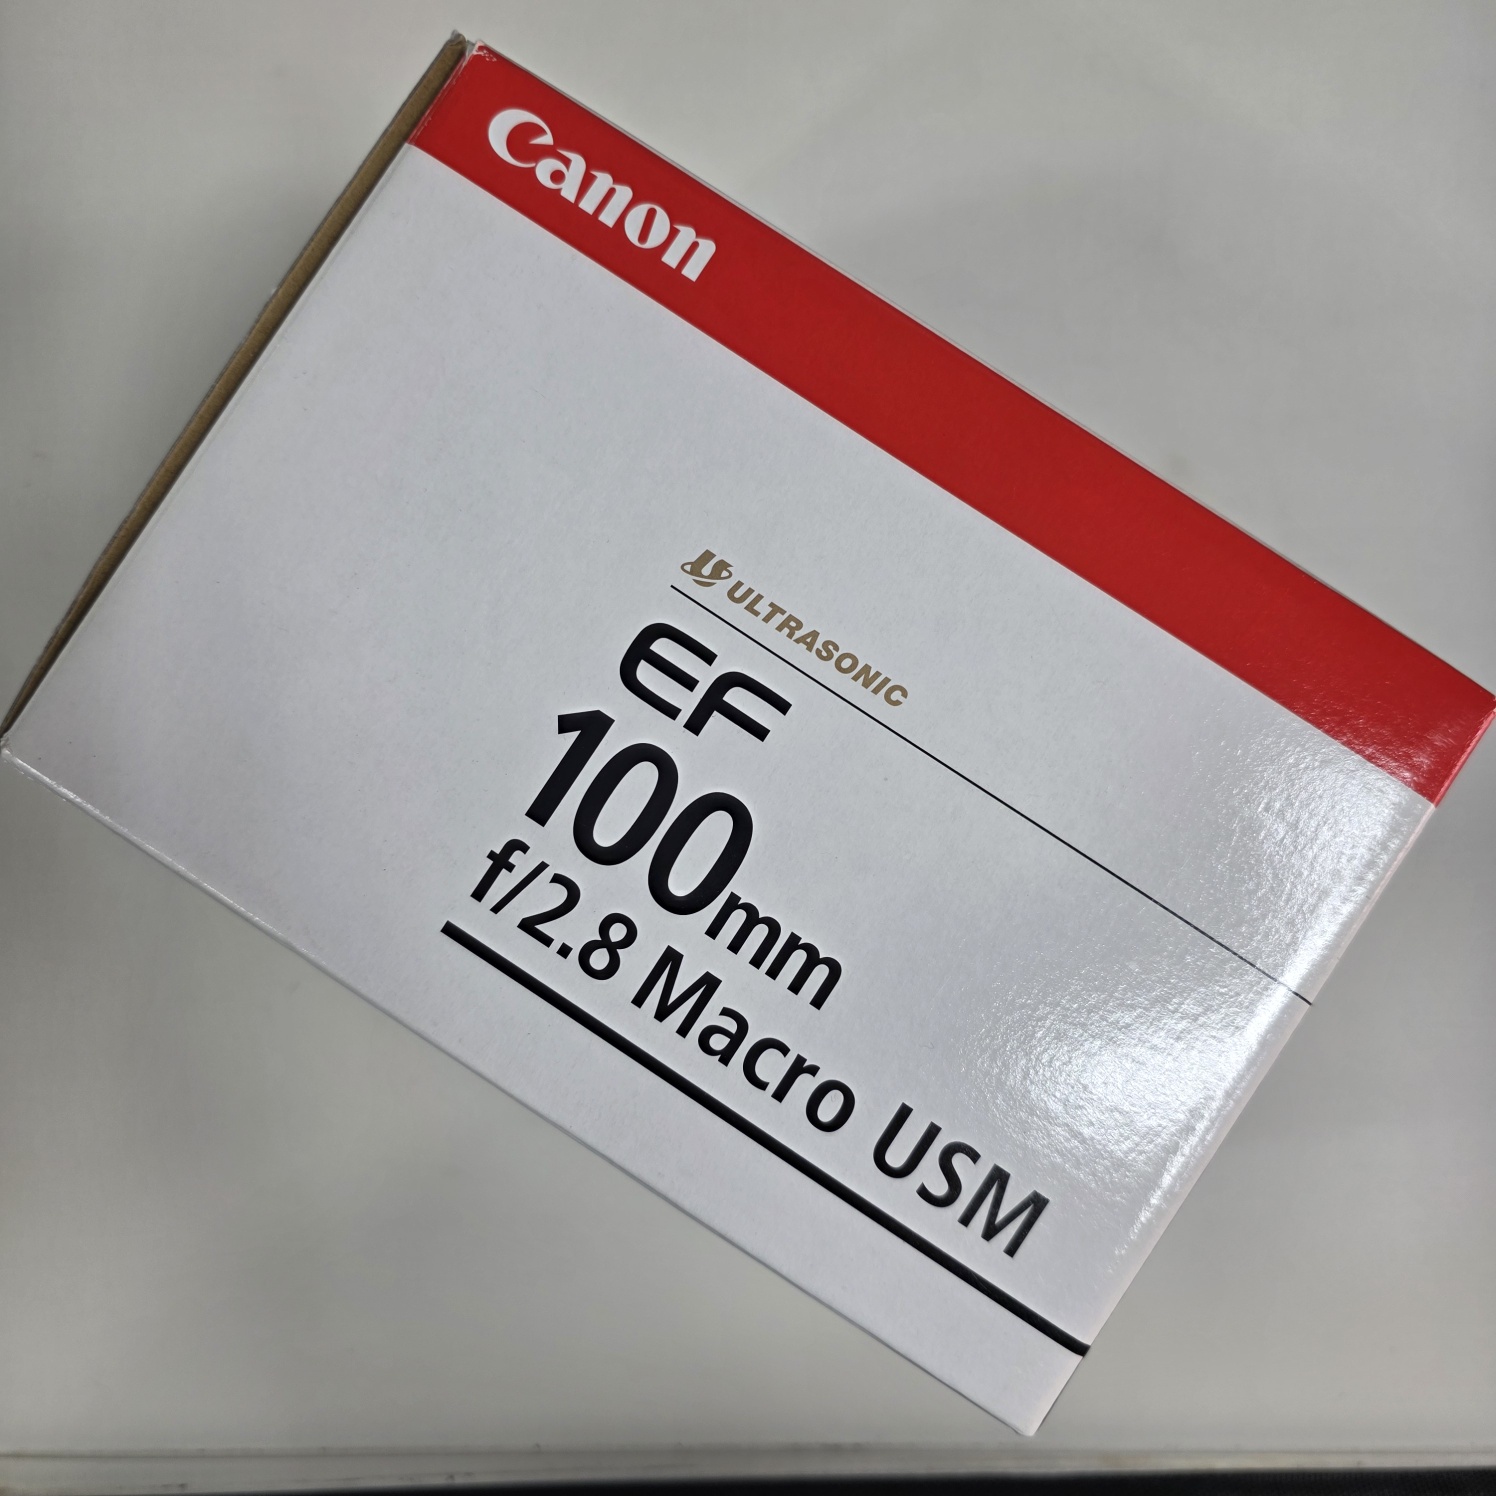 Canon
ULTRASONIC
EF
100mm
f/2.8 Macro USM